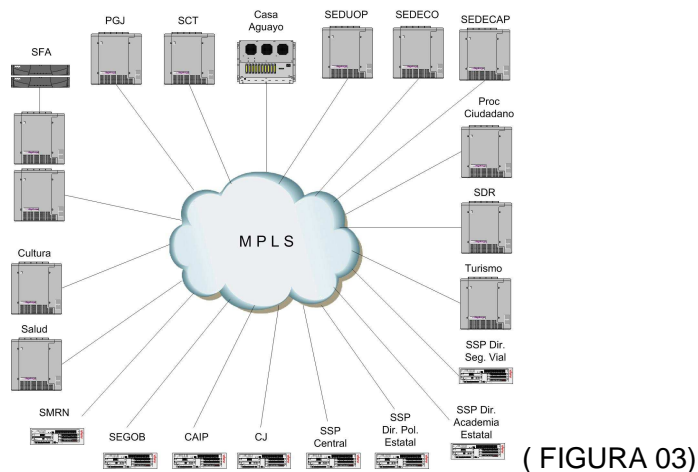 PGJ
SCT
Casa
Aguayo
SEDUOP
SEDECO
SEDECAP
SFA
Proc
Ciudadano
SDR
MPLS
Cultura
Turismo
Salud
SSP Dir.
Seg. Vial
SMRN
SEGOB
CAIP
CJ
SSP
Central
SSP
Dir. Pol.
Estatal
SSP Dir.
Academia
Estatal
( FIGURA 03)